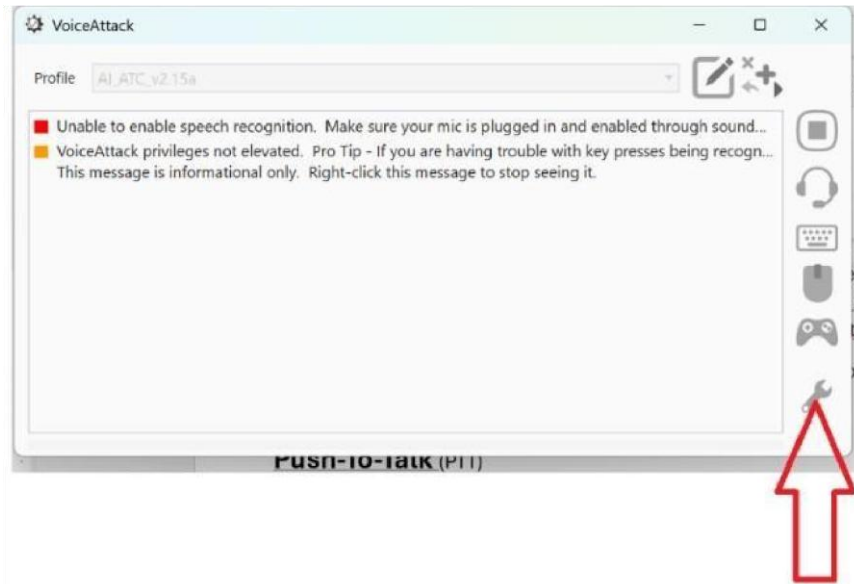 VoiceAttack
Profile AI_ATC_v2.15a
Unable to enable speech recognition. Make sure your mic is plugged in and enabled through sound...
VoiceAttack privileges not elevated. Pro Tip - If you are having trouble with key presses being recogn...
This message is informational only. Right-click this message to stop seeing it.
Push-To-Talk (PTT)